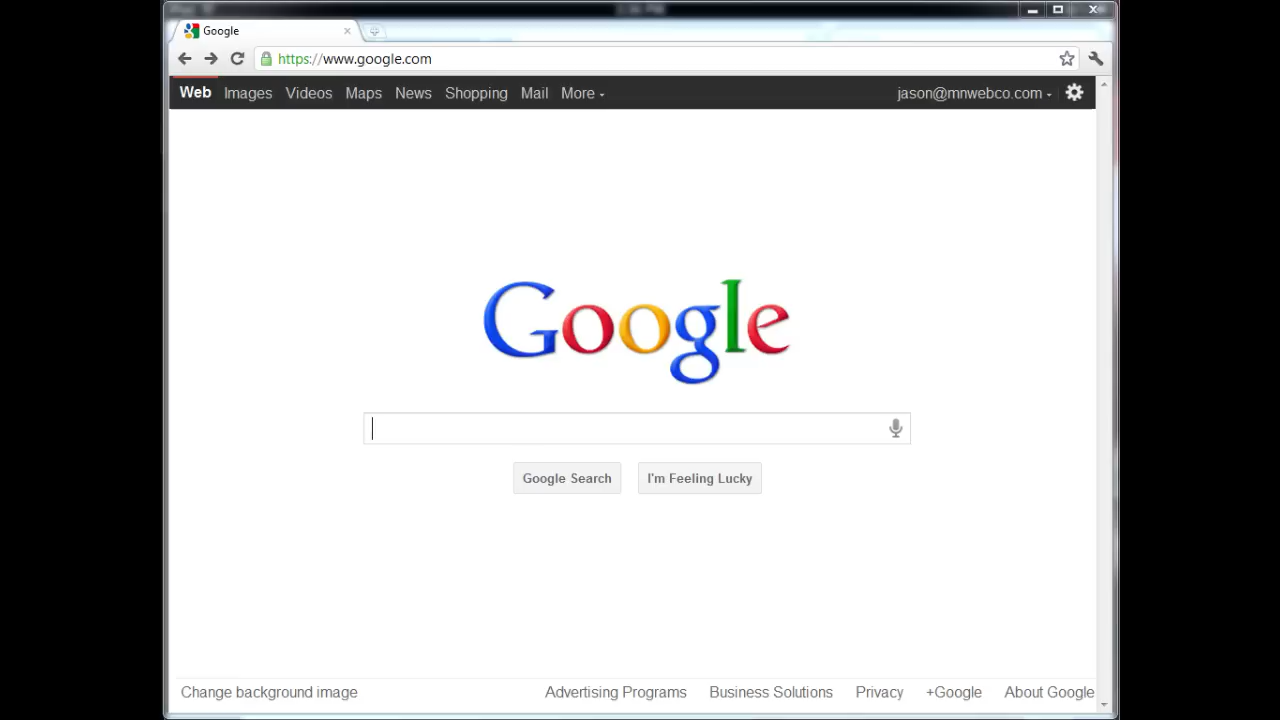 Google
https://www.google.com
Web Images Videos Maps News Shopping Mail More jason@mnwebco.com
Google
Google Search I'm Feeling Lucky
Change background image Advertising Programs Business Solutions Privacy +Google About Google